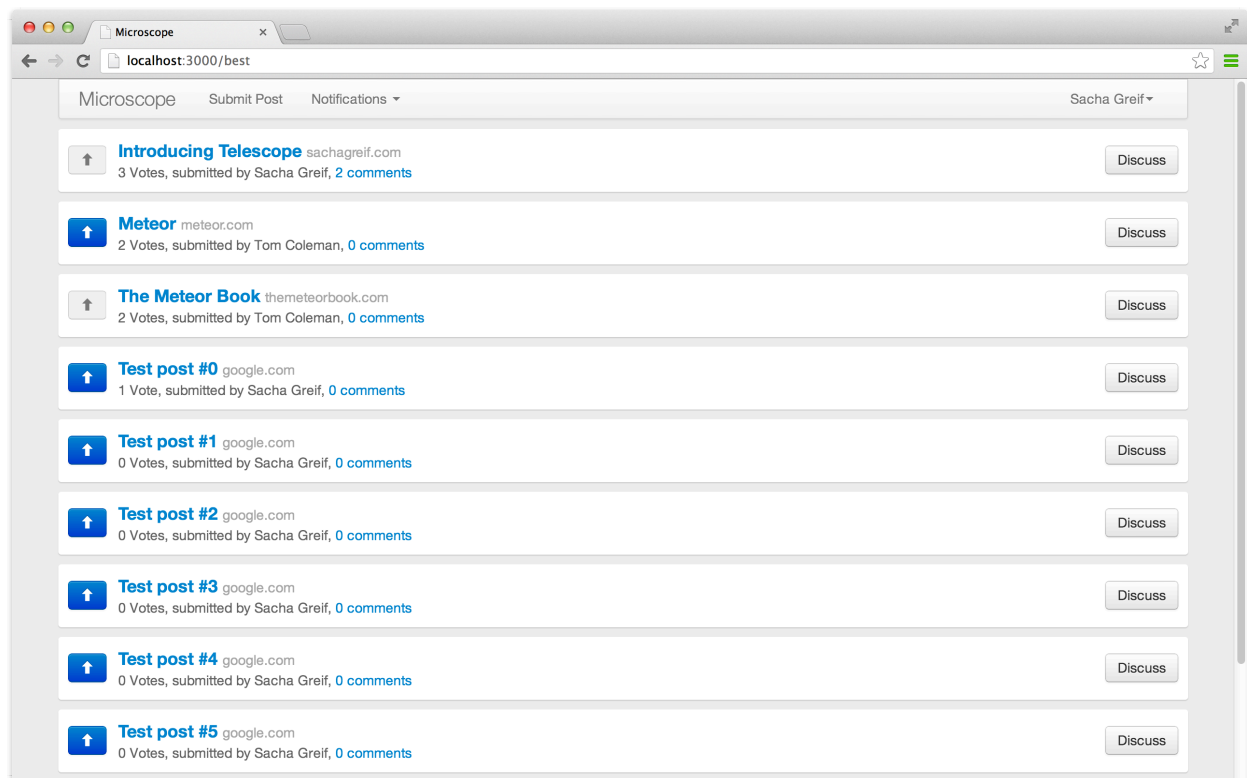 Microscope
localhost:3000/best
Microscope Submit Post Notifications Sacha Greif
Introducing Telescope sachagreif.com
3 Votes, submitted by Sacha Greif, 2 comments
Discuss
Meteor meteor.com
2 Votes, submitted by Tom Coleman, 0 comments
Discuss
The Meteor Book themeteorbook.com
2 Votes, submitted by Tom Coleman, 0 comments
Discuss
Test post #0 google.com
1 Vote, submitted by Sacha Greif, 0 comments
Discuss
Test post #1 google.com
0 Votes, submitted by Sacha Greif, 0 comments
Discuss
Test post #2 google.com
0 Votes, submitted by Sacha Greif, 0 comments
Discuss
Test post #3 google.com
0 Votes, submitted by Sacha Greif, 0 comments
Discuss
Test post #4 google.com
0 Votes, submitted by Sacha Greif, 0 comments
Discuss
Test post #5 google.com
0 Votes, submitted by Sacha Greif, 0 comments
Discuss